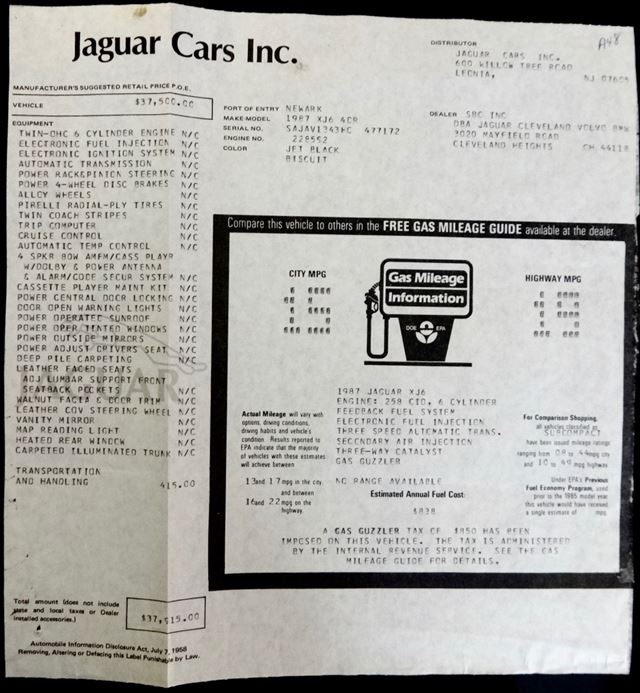 Jaguar Cars Inc.
A48
DISTRIBUTOR
JAGUAR CARS INC.
600 WILLOW TREE ROAD
LEONIA, NJ 07605
MANUFACTURER'S SUGGESTED RETAIL PRICE P.O.E.
VEHICLE $37,500.00
PORT OF ENTRY NEWARK
MAKE-MODEL 1987 XJ6 4DR
SERIAL NO. SAJAV1343HC 477172
ENGINE NO. 228552
COLOR JET BLACK
BISCUIT
DEALER SBC INC
DBA JAGUAR CLEVELAND VOLVO BMW
3020 MAYFIELD ROAD
CLEVELAND HEIGHTS OH 44118
EQUIPMENT
TWIN-OHC 6 CYLINDER ENGINE N/C
ELECTRONIC FUEL INJECTION N/C
ELECTRONIC IGNITION SYSTEM N/C
AUTOMATIC TRANSMISSION N/C
POWER RACK&PINION STEERING N/C
POWER 4-WHEEL DISC BRAKES N/C
ALLOY WHEELS N/C
PIRELLI RADIAL-PLY TIRES N/C
TWIN COACH STRIPES N/C
TRIP COMPUTER N/C
CRUISE CONTROL N/C
AUTOMATIC TEMP CONTROL N/C
4 SPKR 80W AMFM/CASS PLAYR
W/DOLBY & POWER ANTENNA
& ALARM/CODE SECUR SYSTEM N/C
CASSETTE PLAYER MAINT KIT N/C
POWER CENTRAL DOOR LOCKING N/C
DOOR OPEN WARNING LIGHTS N/C
POWER OPERATED SUNROOF N/C
POWER OPER TINTED WINDOWS N/C
POWER OUTSIDE MIRRORS N/C
POWER ADJUST DRIVERS SEAT N/C
DEEP PILE CARPETING N/C
LEATHER FACED SEATS
ADJ LUMBAR SUPPORT FRONT
SEATBACK POCKETS N/C
WALNUT FACIA & DOOR TRIM N/C
LEATHER COV STEERING WHEEL N/C
VANITY MIRROR N/C
MAP READING LIGHT N/C
HEATED REAR WINDOW N/C
CARPETED ILLUMINATED TRUNK N/C
TRANSPORTATION
AND HANDLING 415.00
Total amount (does not include
state and local taxes or Dealer
installed accessories.) $37,915.00
Automobile Information Disclosure Act, July 7, 1958
Removing, Altering or Defacing this Label Punishable by Law.
Compare this vehicle to others in the FREE GAS MILEAGE GUIDE available at the dealer.
CITY MPG
Gas Mileage
Information
DOE EPA
HIGHWAY MPG
1987 JAGUAR XJ6
ENGINE: 258 CID, 6 CYLINDER
FEEDBACK FUEL SYSTEM
ELECTRONIC FUEL INJECTION
THREE SPEED AUTOMATIC TRANS.
SECONDARY AIR INJECTION
THREE-WAY CATALYST
GAS GUZZLER
NO RANGE AVAILABLE
Estimated Annual Fuel Cost:
$838
Actual Mileage will vary with
options, driving conditions,
driving habits and vehicle's
condition. Results reported to
EPA indicate that the majority
of vehicles with these estimates
will achieve between
13 and 17 mpg in the city
and between
16 and 22 mpg on the
highway.
For Comparison Shopping,
all vehicles classified as
SUBCOMPACT
have been issued mileage ratings
ranging from 08 to mpg city
and 10 to mpg highway.
Under EPA's Previous
Fuel Economy Program, used
prior to the 1985 model year,
this vehicle would have received
a single estimate of mpg.
A GAS GUZZLER TAX OF $850 HAS BEEN
IMPOSED ON THIS VEHICLE. THE TAX IS ADMINISTERED
BY THE INTERNAL REVENUE SERVICE. SEE THE GAS
MILEAGE GUIDE FOR DETAILS.